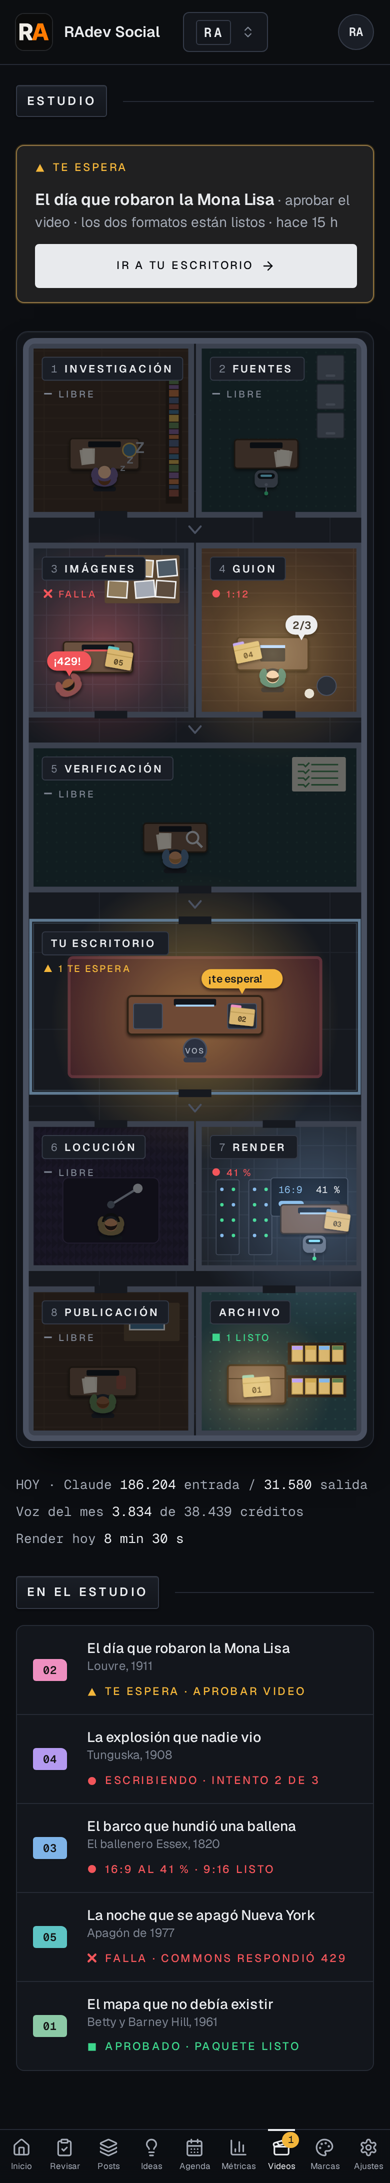 RA RAdev Social RA RA
ESTUDIO
TE ESPERA
El día que robaron la Mona Lisa · aprobar el
video · los dos formatos están listos · hace 15 h
IR A TU ESCRITORIO →
1 INVESTIGACIÓN
LIBRE
Z
Z
Z
2 FUENTES
LIBRE
3 IMÁGENES
FALLA
¡429!
05
4 GUION
1:12
2/3
04
5 VERIFICACIÓN
LIBRE
TU ESCRITORIO
1 TE ESPERA
¡te espera!
02
VOS
6 LOCUCIÓN
LIBRE
7 RENDER
41 %
16:9 41 %
03
8 PUBLICACIÓN
LIBRE
ARCHIVO
1 LISTO
01
HOY · Claude 186.204 entrada / 31.580 salida
Voz del mes 3.834 de 38.439 créditos
Render hoy 8 min 30 s
EN EL ESTUDIO
02
El día que robaron la Mona Lisa
Louvre, 1911
TE ESPERA · APROBAR VIDEO
04
La explosión que nadie vio
Tunguska, 1908
ESCRIBIENDO · INTENTO 2 DE 3
03
El barco que hundió una ballena
El ballenero Essex, 1820
16:9 AL 41 % · 9:16 LISTO
05
La noche que se apagó Nueva York
Apagón de 1977
FALLA · COMMONS RESPONDIÓ 429
01
El mapa que no debía existir
Betty y Barney Hill, 1961
APROBADO · PAQUETE LISTO
1
Inicio Revisar Posts Ideas Agenda Métricas Videos Marcas Ajustes